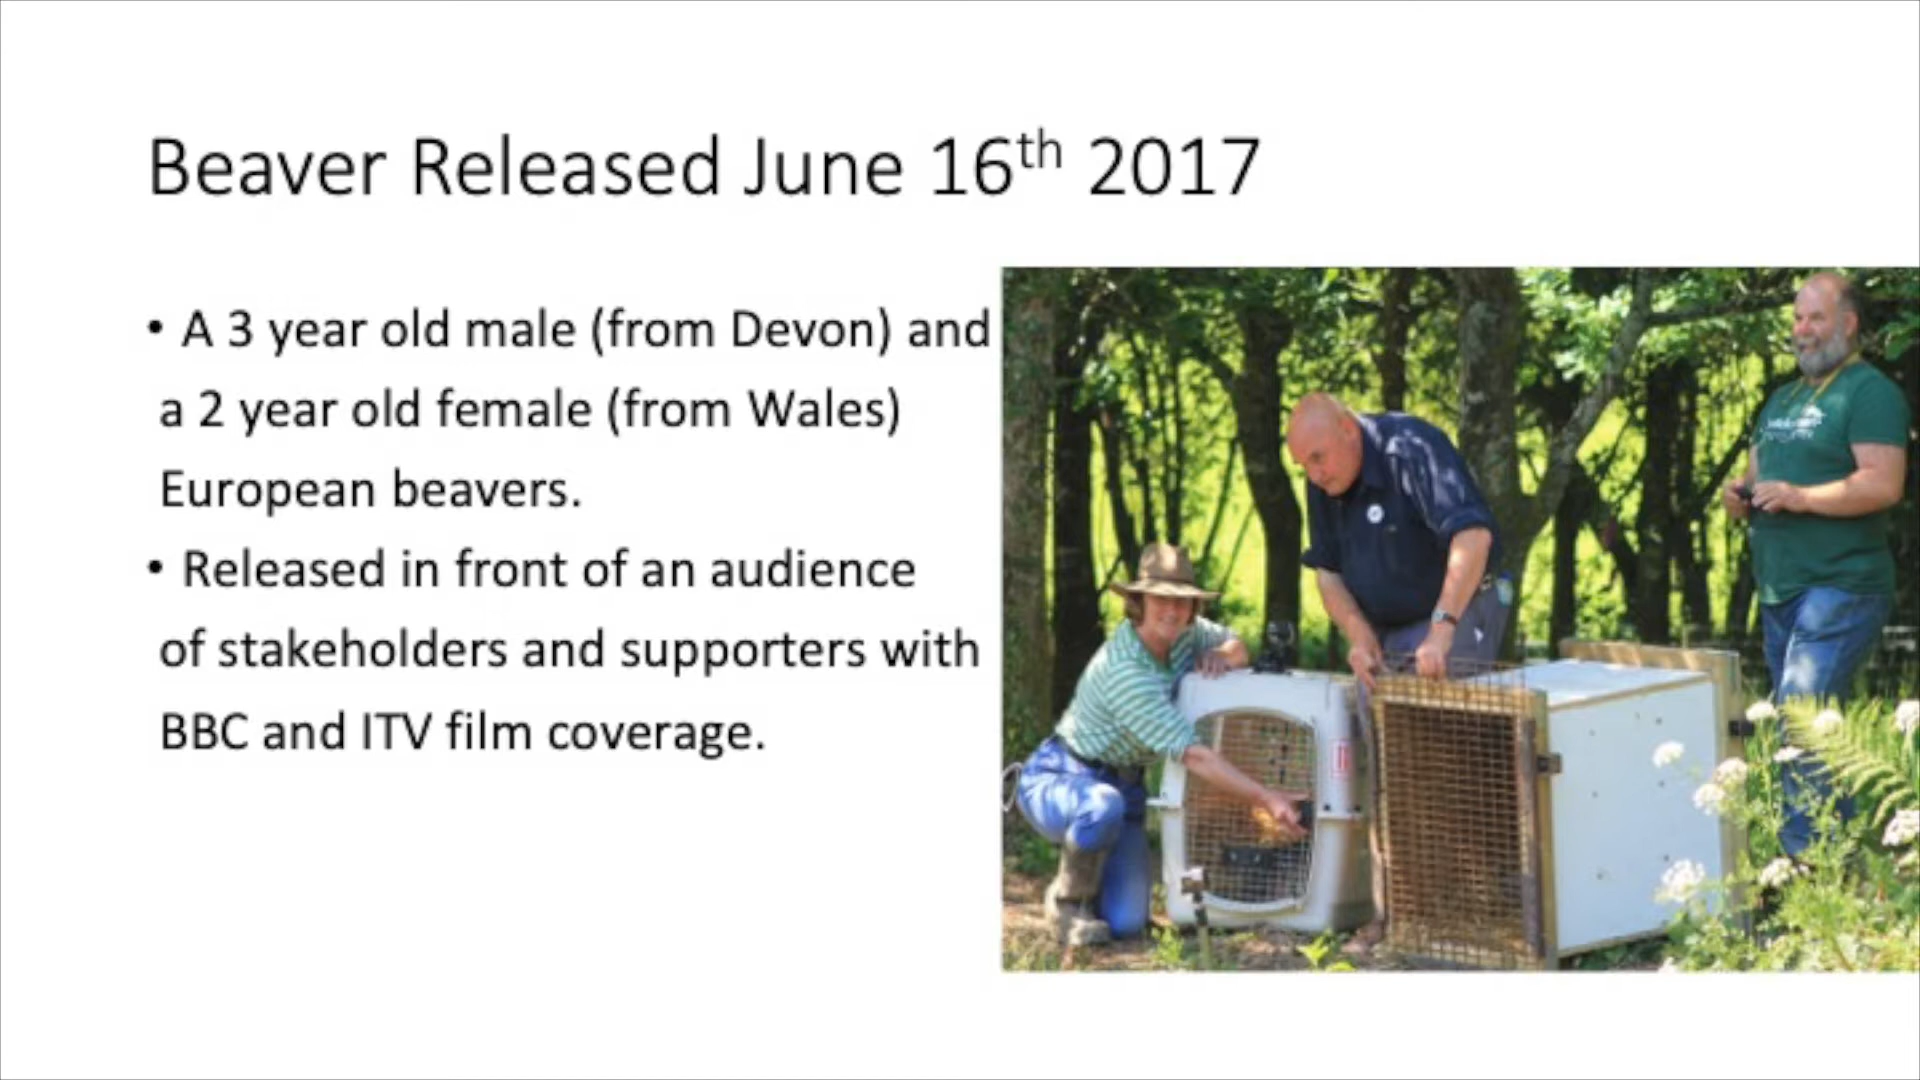 Beaver Released June 16th 2017
• A 3 year old male (from Devon) and
a 2 year old female (from Wales)
European beavers.
• Released in front of an audience
of stakeholders and supporters with
BBC and ITV film coverage.